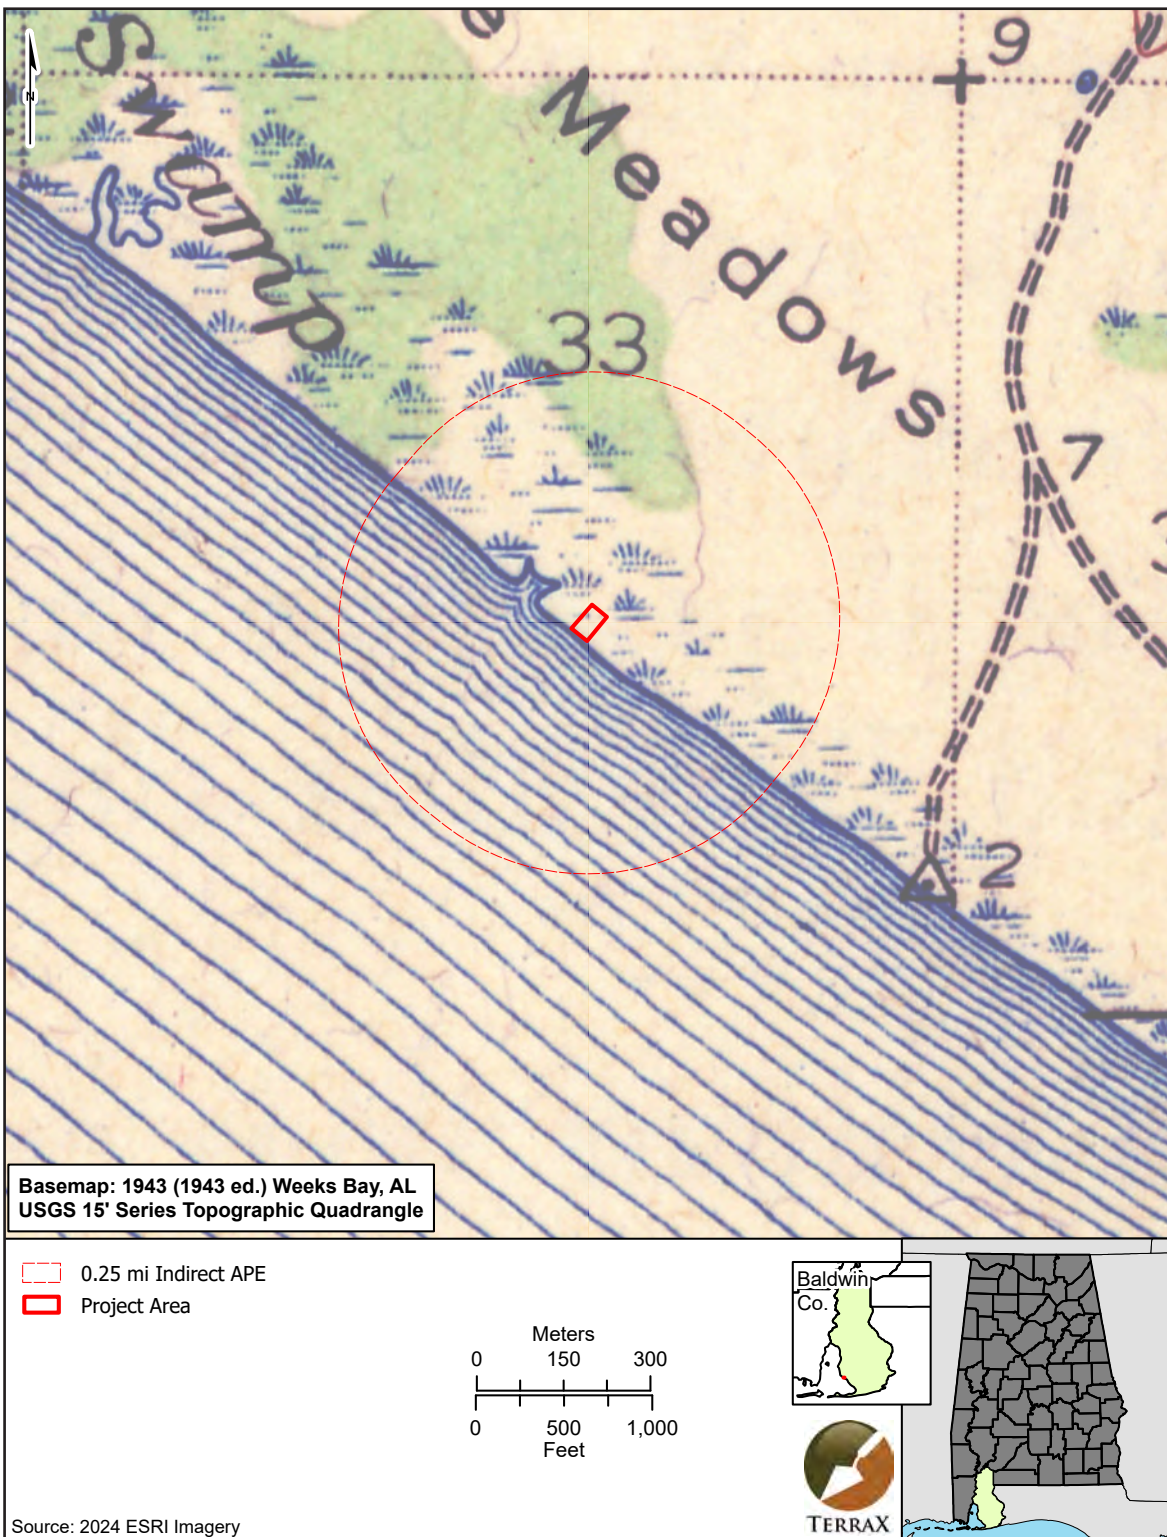 N
Swamp
e
Meadows
9
33
7
2
Basemap: 1943 (1943 ed.) Weeks Bay, AL
USGS 15' Series Topographic Quadrangle
0.25 mi Indirect APE
Project Area
Meters
0 150 300
0 500 1,000
Feet
Baldwin
Co.
TERRAX
Source: 2024 ESRI Imagery